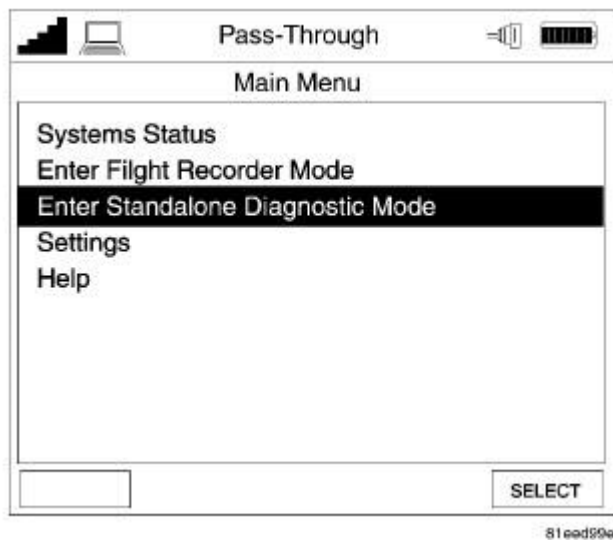 Pass-Through
Main Menu
Systems Status
Enter Filght Recorder Mode
Enter Standalone Diagnostic Mode
Settings
Help
SELECT
81eed99e